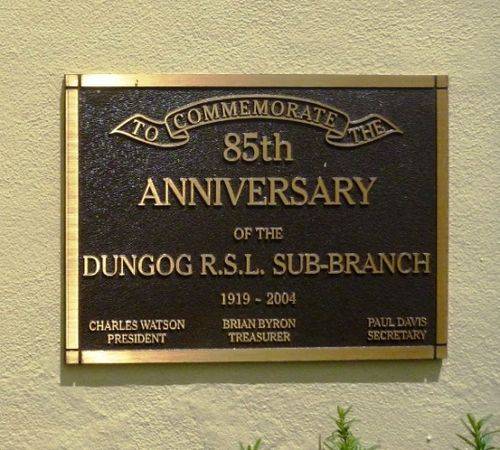 TO COMMEMORATE THE
85th
ANNIVERSARY
OF THE
DUNGOG R.S.L. SUB-BRANCH
1919 - 2004
CHARLES WATSON BRIAN BYRON PAUL DAVIS
PRESIDENT TREASURER SECRETARY